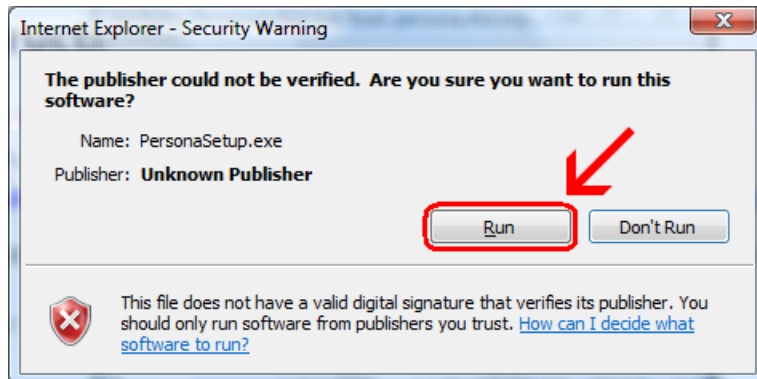 Internet Explorer - Security Warning
The publisher could not be verified. Are you sure you want to run this
software?
Name: PersonaSetup.exe
Publisher: Unknown Publisher
Run
Don't Run
This file does not have a valid digital signature that verifies its publisher. You
should only run software from publishers you trust. How can I decide what
software to run?